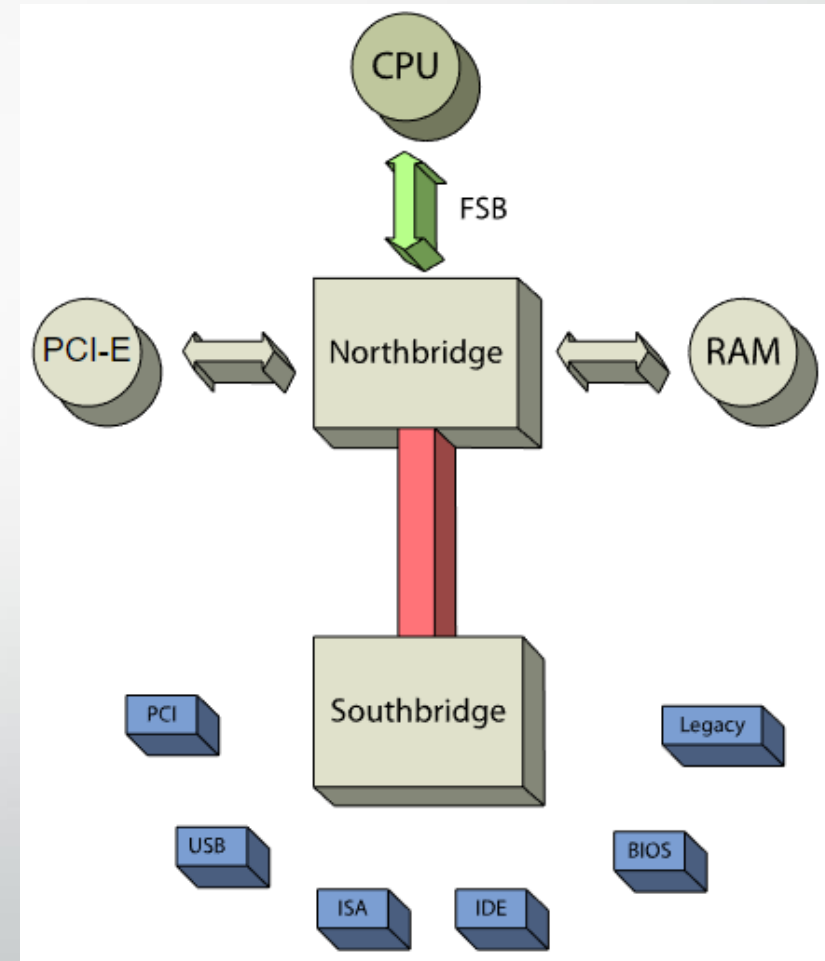 CPU
FSB
PCI-E
Northbridge
RAM
Southbridge
PCI
Legacy
USB
BIOS
ISA
IDE